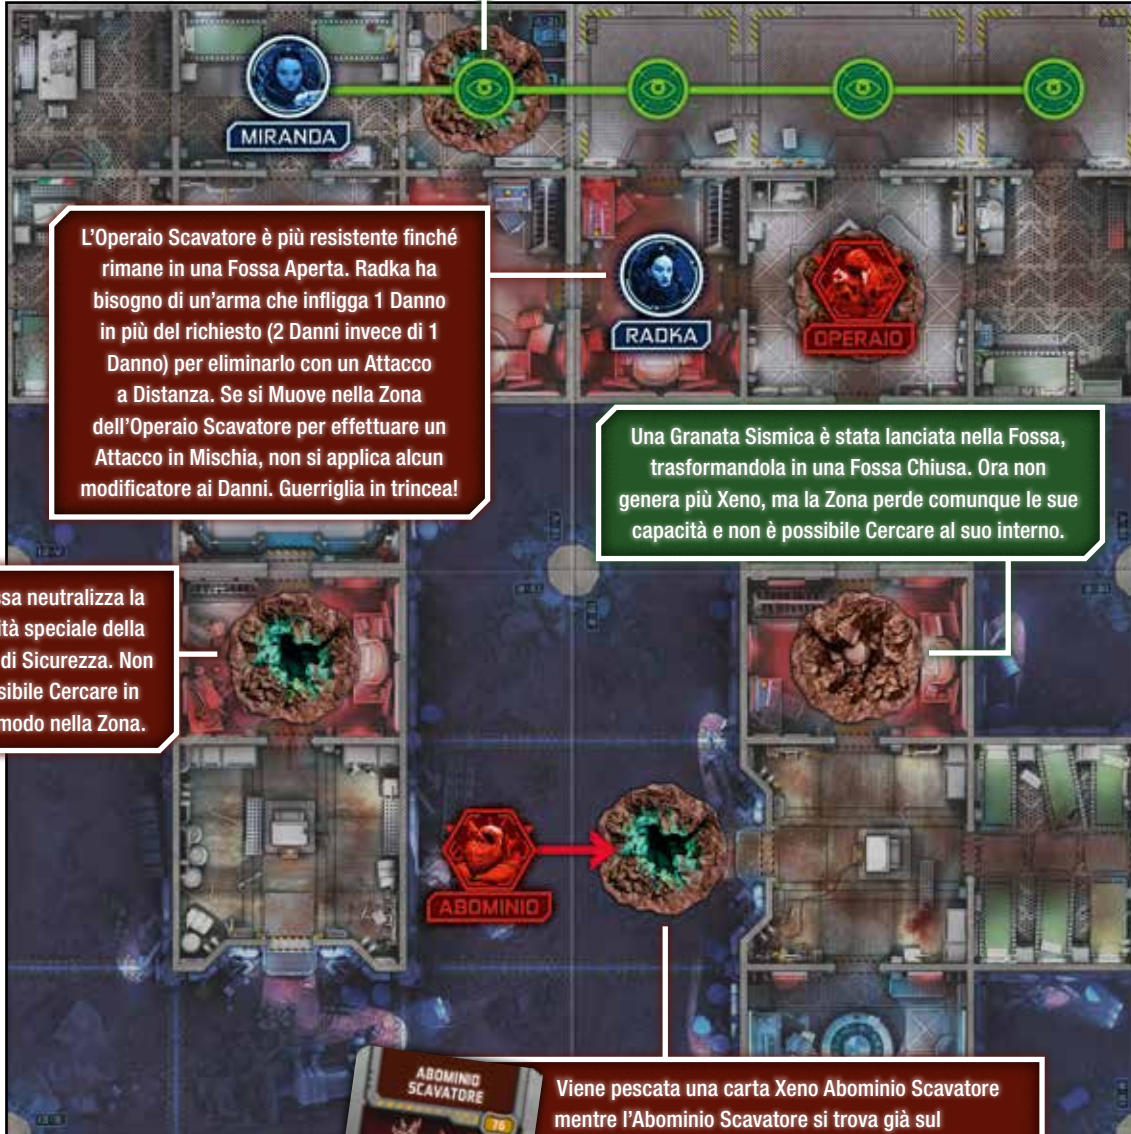 MIRANDA
L'Operaio Scavatore è più resistente finché
rimane in una Fossa Aperta. Radka ha
bisogno di un'arma che infligga 1 Danno
in più del richiesto (2 Danni invece di 1
Danno) per eliminarlo con un Attacco
a Distanza. Se si Muove nella Zona
dell'Operaio Scavatore per effettuare un
Attacco in Mischia, non si applica alcun
modificatore ai Danni. Guerriglia in trincea!
RADKA
OPERAIO
Una Granata Sismica è stata lanciata nella Fossa,
trasformandola in una Fossa Chiusa. Ora non
genera più Xeno, ma la Zona perde comunque le sue
capacità e non è possibile Cercare al suo interno.
ssa neutralizza la
ità speciale della
di Sicurezza. Non
sibile Cercare in
modo nella Zona.
ABOMINIO
ABOMINIO
SCAVATORE
16
Viene pescata una carta Xeno Abominio Scavatore
mentre l'Abominio Scavatore si trova già sul